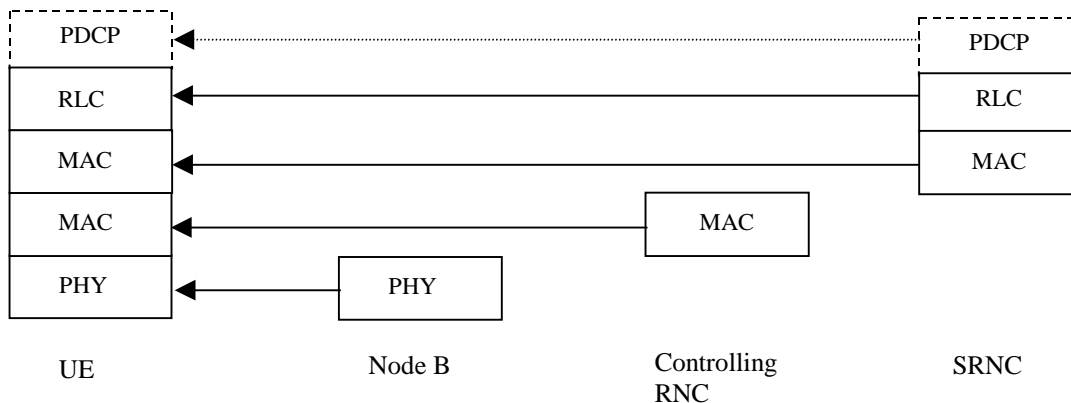 PDCP
PDCP
RLC
RLC
MAC
MAC
MAC
MAC
PHY
PHY
UE
Node B
Controlling
RNC
SRNC